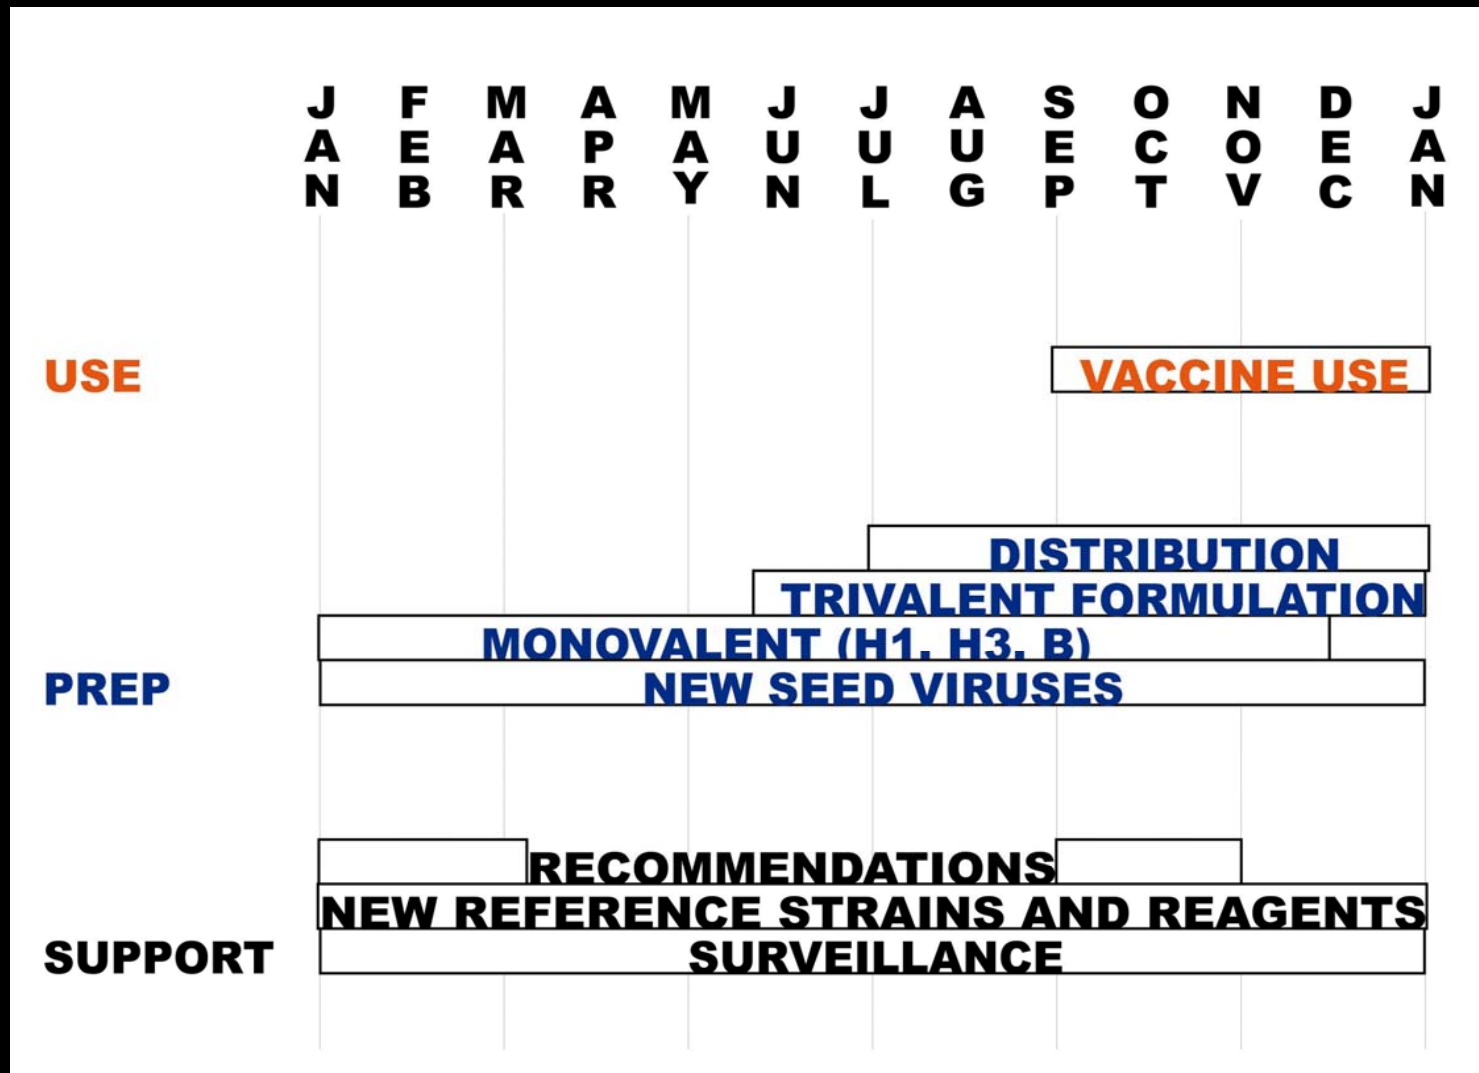 JAN FEB MAR APR MAY JUN JUL AUG SEP OCT NOV DEC JAN
USE VACCINE USE
DISTRIBUTION
TRIVALENT FORMULATION
MONOVALENT (H1, H3, B)
PREP NEW SEED VIRUSES
RECOMMENDATIONS
NEW REFERENCE STRAINS AND REAGENTS
SUPPORT SURVEILLANCE